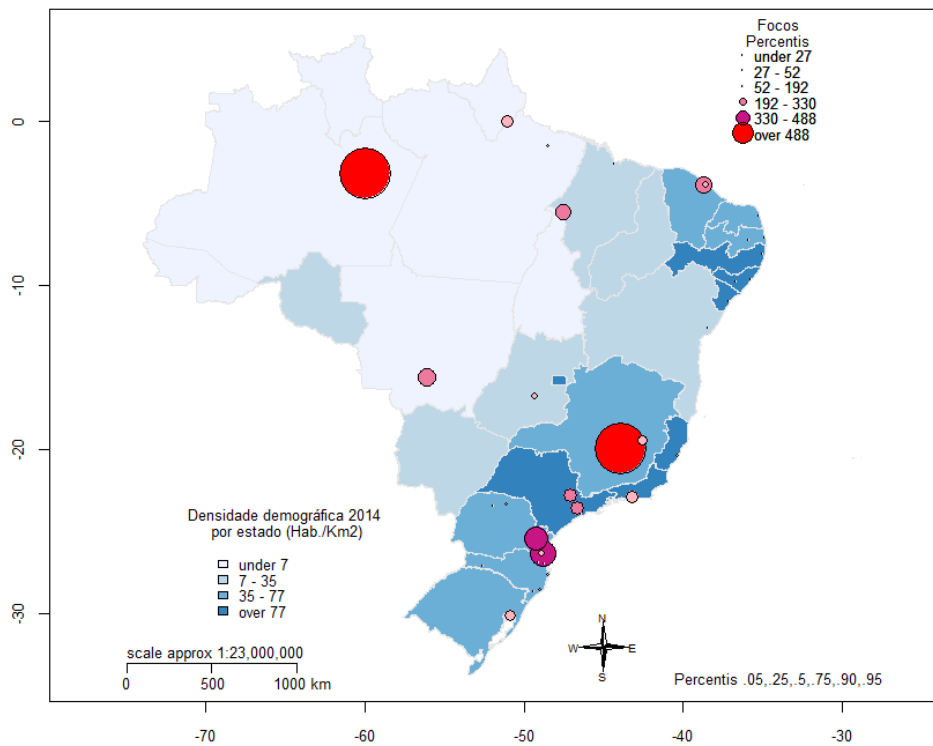 Focos
Percentis
under 27
27 - 52
52 - 192
192 - 330
330 - 488
over 488
0
-10
-20
-30
Densidade demográfica 2014
por estado (Hab./Km2)
under 7
7 - 35
35 - 77
over 77
scale approx 1:23,000,000
0 500 1000 km
N
W E
S
Percentis .05,.25,.5,.75,.90,.95
-70 -60 -50 -40 -30